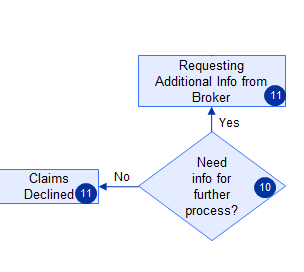 Requesting
Additional Info from
Broker
11
Yes
Need
info for
further
process?
10
No
Claims
Declined
11